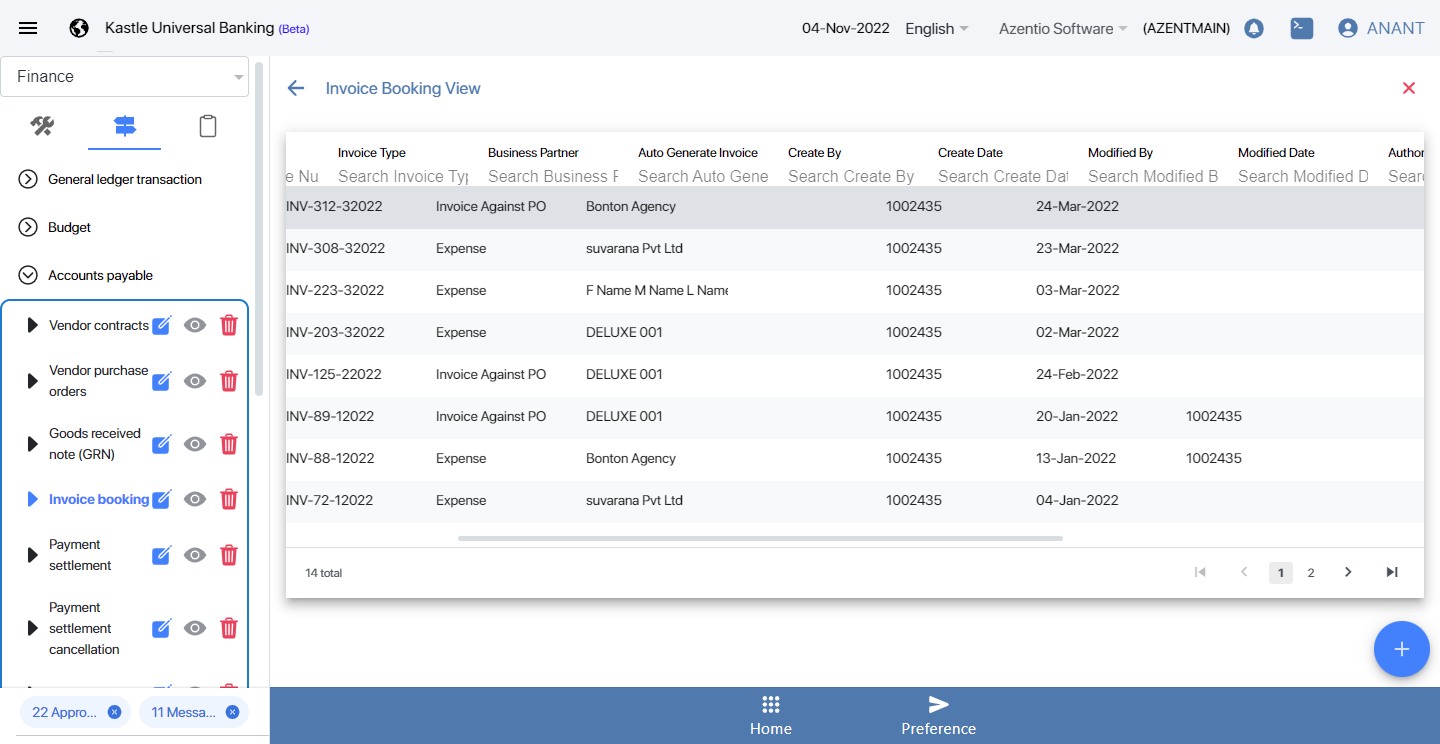 Kastle Universal Banking (Beta)
04-Nov-2022 English Azentio Software (AZENTMAIN) ANANT
Finance
General ledger transaction
Budget
Accounts payable
Vendor contracts
Vendor purchase
orders
Goods received
note (GRN)
Invoice booking
Payment
settlement
Payment
settlement
cancellation
22 Appro...
11 Messa...
Invoice Booking View
Invoice Type Business Partner Auto Generate Invoice Create By Create Date Modified By Modified Date Author
e Nu Search Invoice Typ Search Business P Search Auto Gene Search Create By Search Create Dat Search Modified B Search Modified D Searc
INV-312-32022 Invoice Against PO Bonton Agency 1002435 24-Mar-2022
INV-308-32022 Expense suvarana Pvt Ltd 1002435 23-Mar-2022
INV-223-32022 Expense F Name M Name L Name 1002435 03-Mar-2022
INV-203-32022 Expense DELUXE 001 1002435 02-Mar-2022
INV-125-22022 Invoice Against PO DELUXE 001 1002435 24-Feb-2022
INV-89-12022 Invoice Against PO DELUXE 001 1002435 20-Jan-2022 1002435
INV-88-12022 Expense Bonton Agency 1002435 13-Jan-2022 1002435
INV-72-12022 Expense suvarana Pvt Ltd 1002435 04-Jan-2022
14 total
1 2
Home
Preference